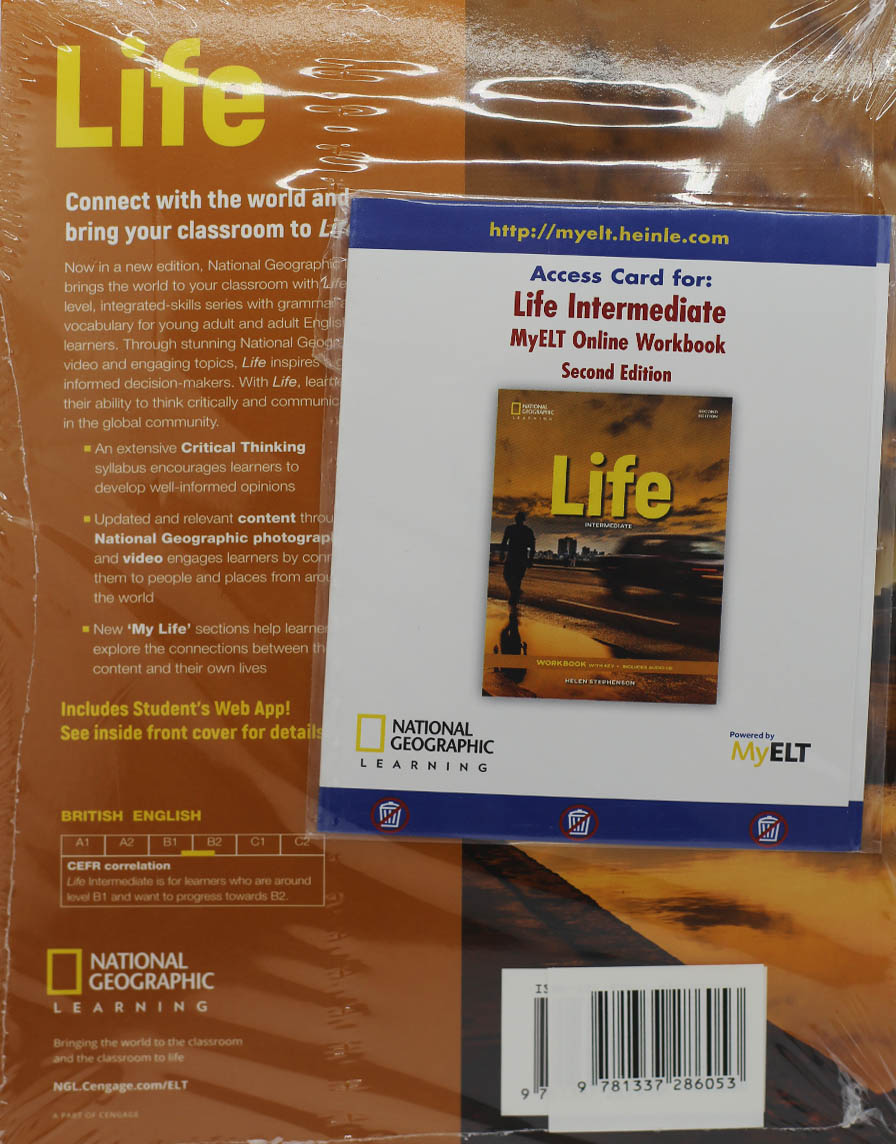 Life
Connect with the world and
bring your classroom to
Now in a new edition, National Geographic
brings the world to your classroom with Life
level, integrated-skills series with grammar
vocabulary for young adult and adult English
learners. Through stunning National
video and engaging topics, Life inspires
informed decision-makers. With Life,
their ability to think critically and
in the global community.
An extensive Critical Thinking
syllabus encourages learners to
develop well-informed opinions
Updated and relevant content
National Geographic
and video engages learners by
them to people and places from
the world
New ‘My Life’ sections help
explore the connections between
content and their own lives
Includes Student’s Web App!
See inside front cover for details
BRITISH ENGLISH
A1 A2 B1 B2 C1 C2
CEFR correlation
Life Intermediate is for learners who are around
level B1 and want to progress towards B2.
NATIONAL
GEOGRAPHIC
LEARNING
Bringing the world to the classroom
and the classroom to life
NGL.Cengage.com/ELT
A PART OF CENGAGE
http://myelt.heinle.com
Access Card for:
Life Intermediate
MyELT Online Workbook
Second Edition
NATIONAL
GEOGRAPHIC
LEARNING
SECOND
EDITION
Life
INTERMEDIATE
WORKBOOK WITH KEY • INCLUDES AUDIO CD
HELEN STEPHENSON
NATIONAL
GEOGRAPHIC
LEARNING
Powered by
MyELT
9
9 781337 286053